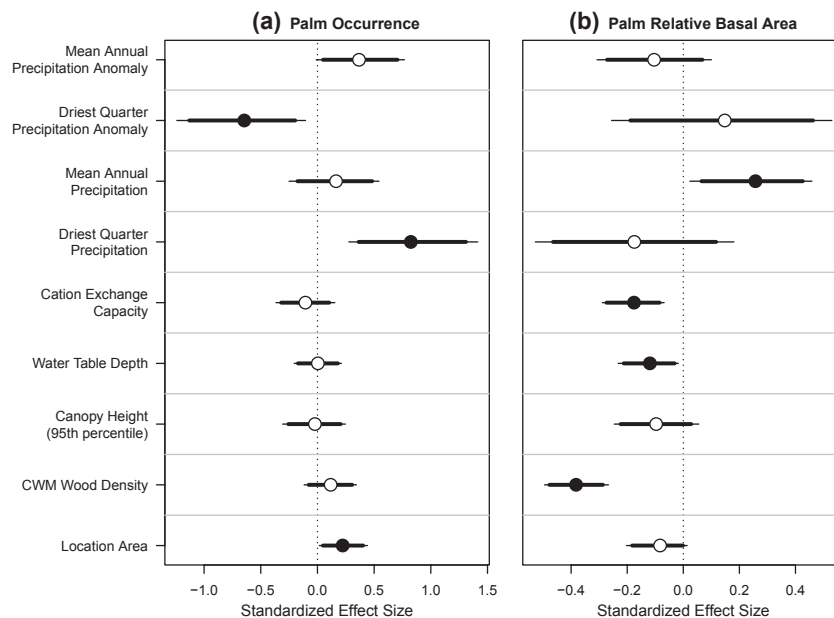 (a) Palm Occurrence
(b) Palm Relative Basal Area
Mean Annual
Precipitation Anomaly
Driest Quarter
Precipitation Anomaly
Mean Annual
Precipitation
Driest Quarter
Precipitation
Cation Exchange
Capacity
Water Table Depth
Canopy Height
(95th percentile)
CWM Wood Density
Location Area
−1.0 −0.5 0.0 0.5 1.0 1.5
−0.4 −0.2 0.0 0.2 0.4
Standardized Effect Size
Standardized Effect Size